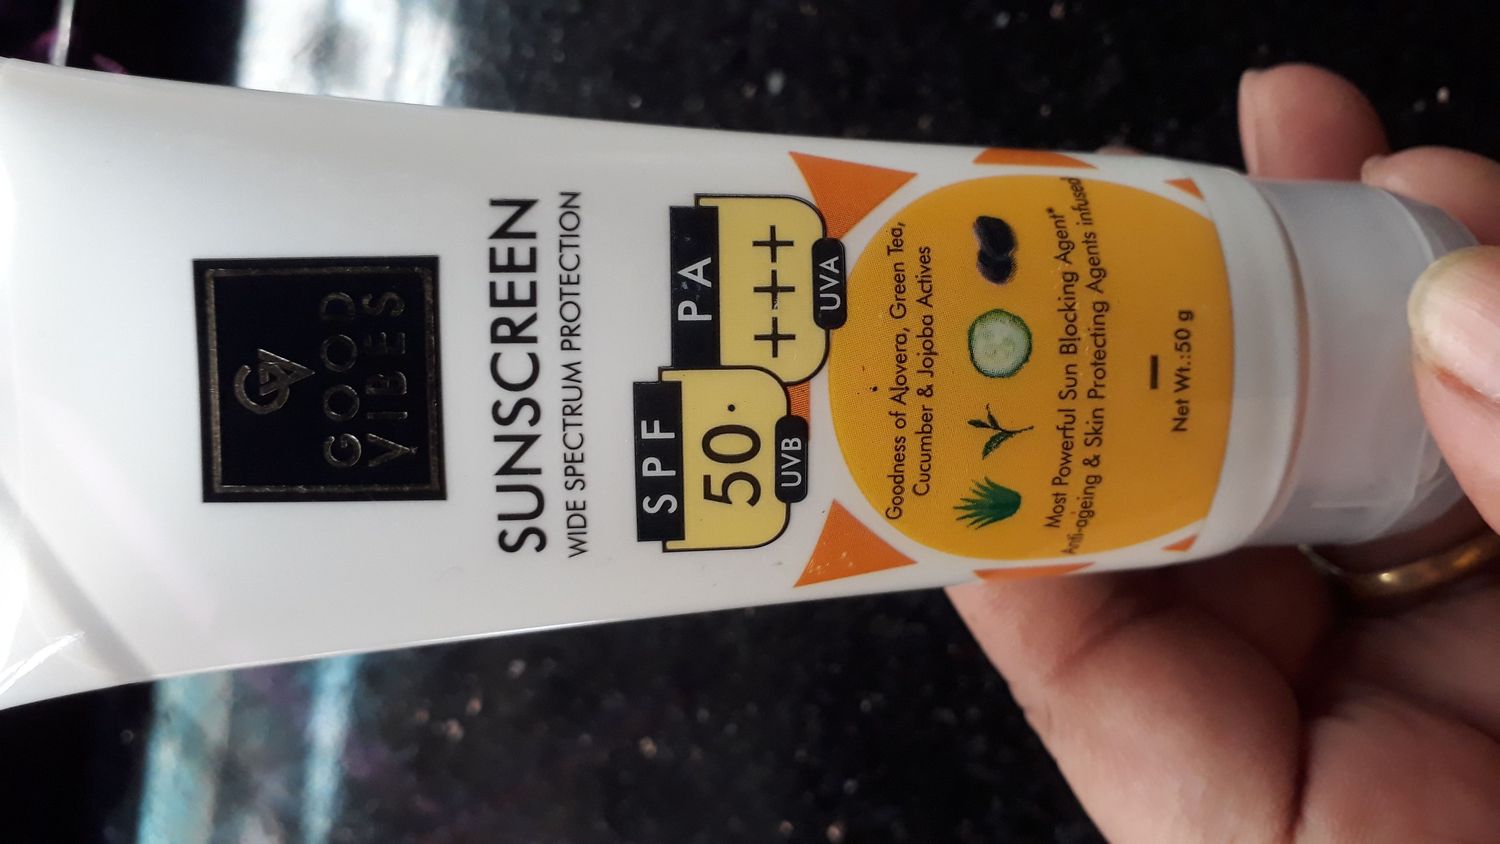 GOOD
VIBES
SUNSCREEN
WIDE SPECTRUM PROTECTION
SPF
50+
UVB
PA
+++
UVA
Goodness of Alovera, Green Tea,
Cucumber & Jojoba Actives
Most Powerful Sun Blocking Agent*
Anti-ageing & Skin Protecting Agents infused
Net Wt.:50 g